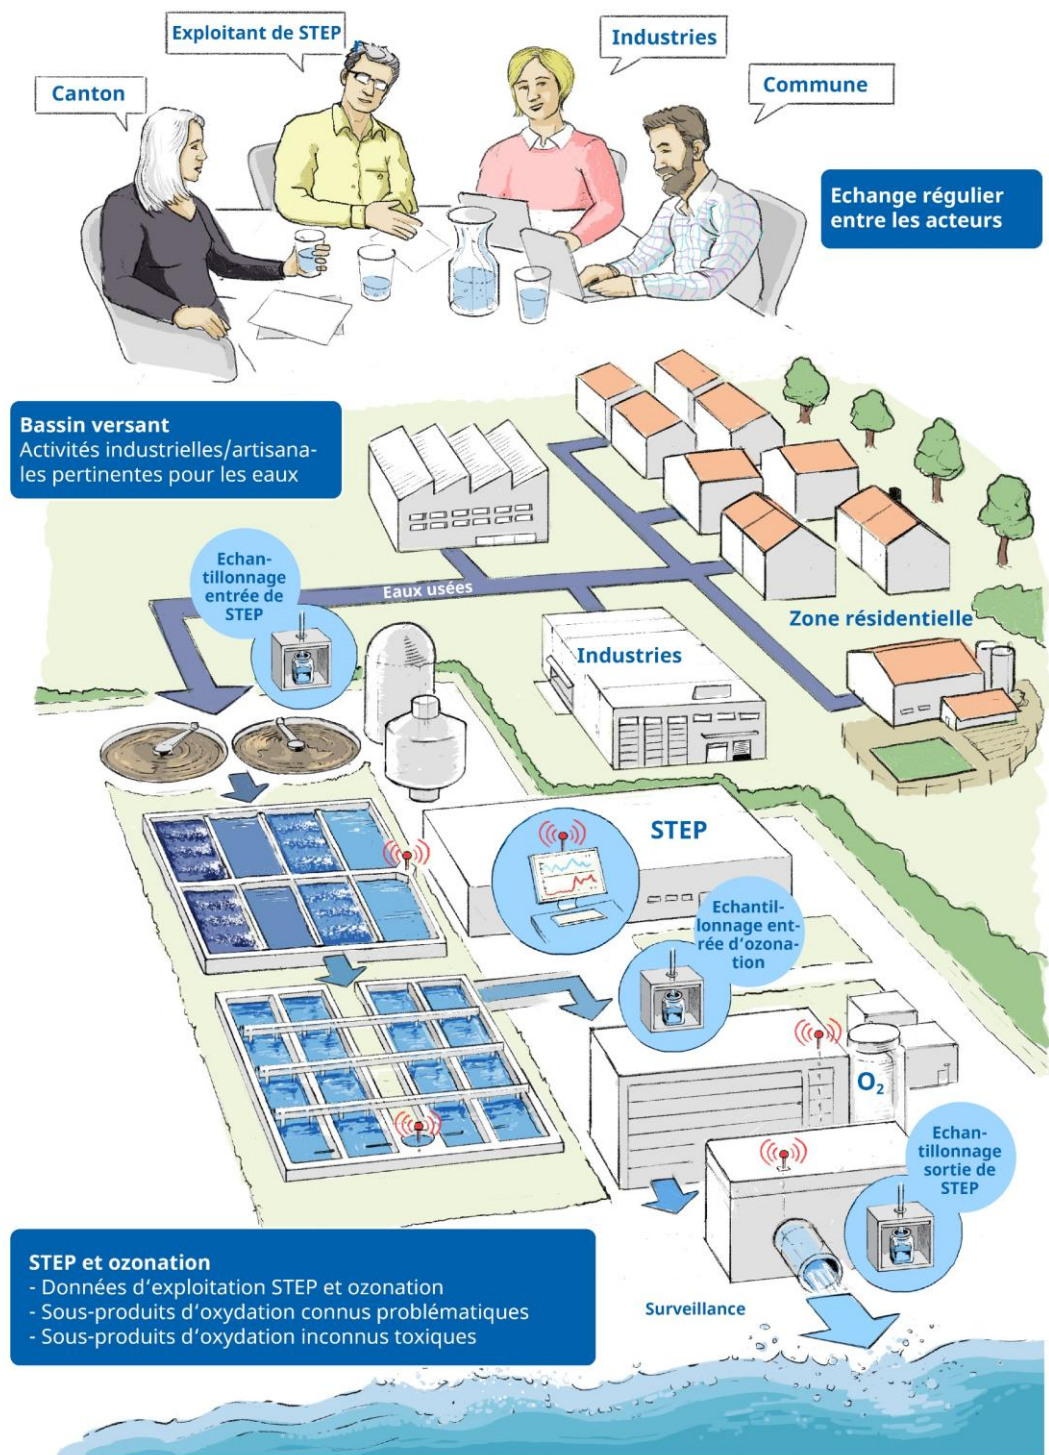 Exploitant de STEP
Industries
Canton
Commune
Echange régulier
entre les acteurs
Bassin versant
Activités industrielles/artisana-
les pertinentes pour les eaux
Echan-
tillonnage
entrée de
STEP
Eaux usées
Zone résidentielle
Industries
STEP
Echantil-
lonnage ent-
rée d‘ozona-
tion
O₂
Echan-
tillonnage
sortie de
STEP
STEP et ozonation
- Données d‘exploitation STEP et ozonation
- Sous-produits d‘oxydation connus problématiques
- Sous-produits d‘oxydation inconnus toxiques
Surveillance